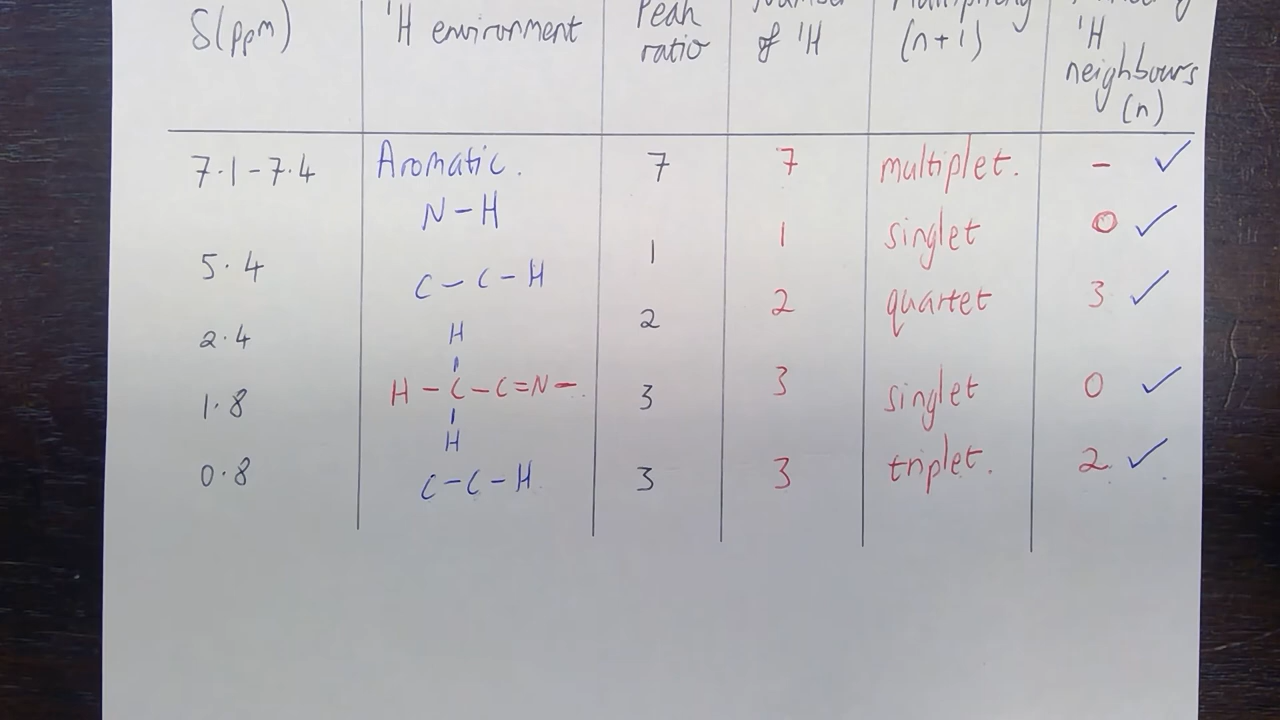 δ(ppm) ¹H environment Peak ratio of ¹H (n+1) ¹H neighbours (n)
7.1-7.4 Aromatic. 7 7 multiplet. - ✓
N-H 1 1 singlet 0 ✓
5.4
C-C-H 2 2 quartet 3 ✓
2.4
H
H-C-C=N- 3 3 singlet 0 ✓
1.8
H
0.8 C-C-H 3 3 triplet. 2 ✓